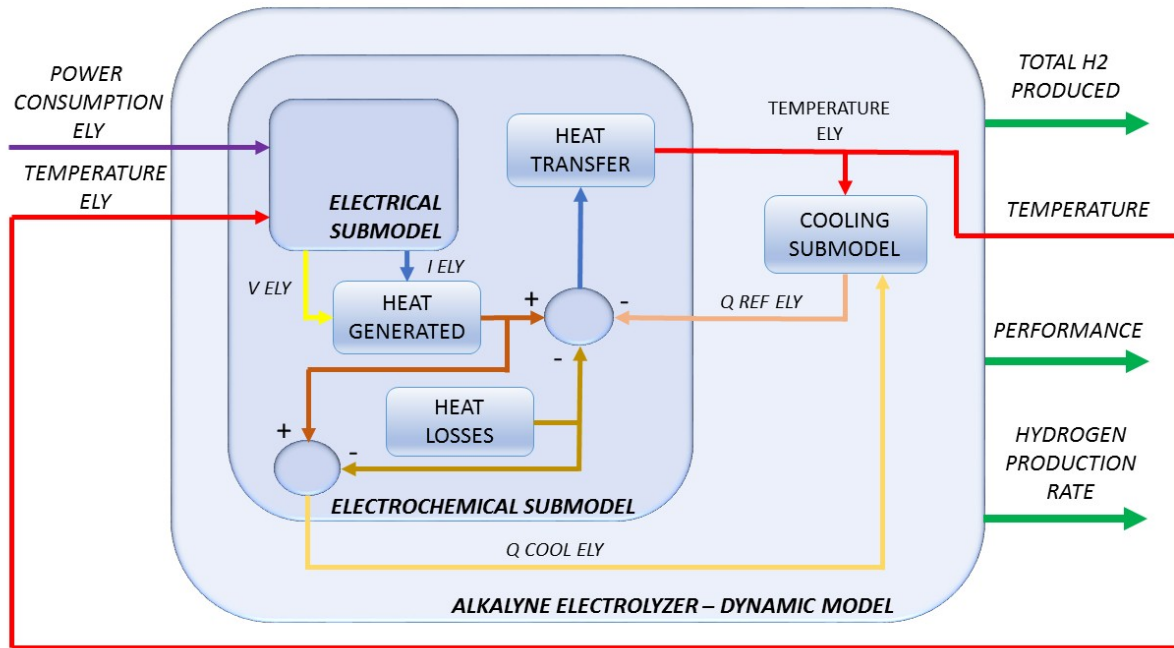 POWER
CONSUMPTION
ELY
TEMPERATURE
ELY
ELECTRICAL
SUBMODEL
V ELY
I ELY
HEAT
GENERATED
HEAT
TRANSFER
TEMPERATURE
ELY
COOLING
SUBMODEL
Q REF ELY
+
-
-
HEAT
LOSSES
+
-
ELECTROCHEMICAL SUBMODEL
Q COOL ELY
ALKALYNE ELECTROLYZER – DYNAMIC MODEL
TOTAL H2
PRODUCED
TEMPERATURE
PERFORMANCE
HYDROGEN
PRODUCTION
RATE